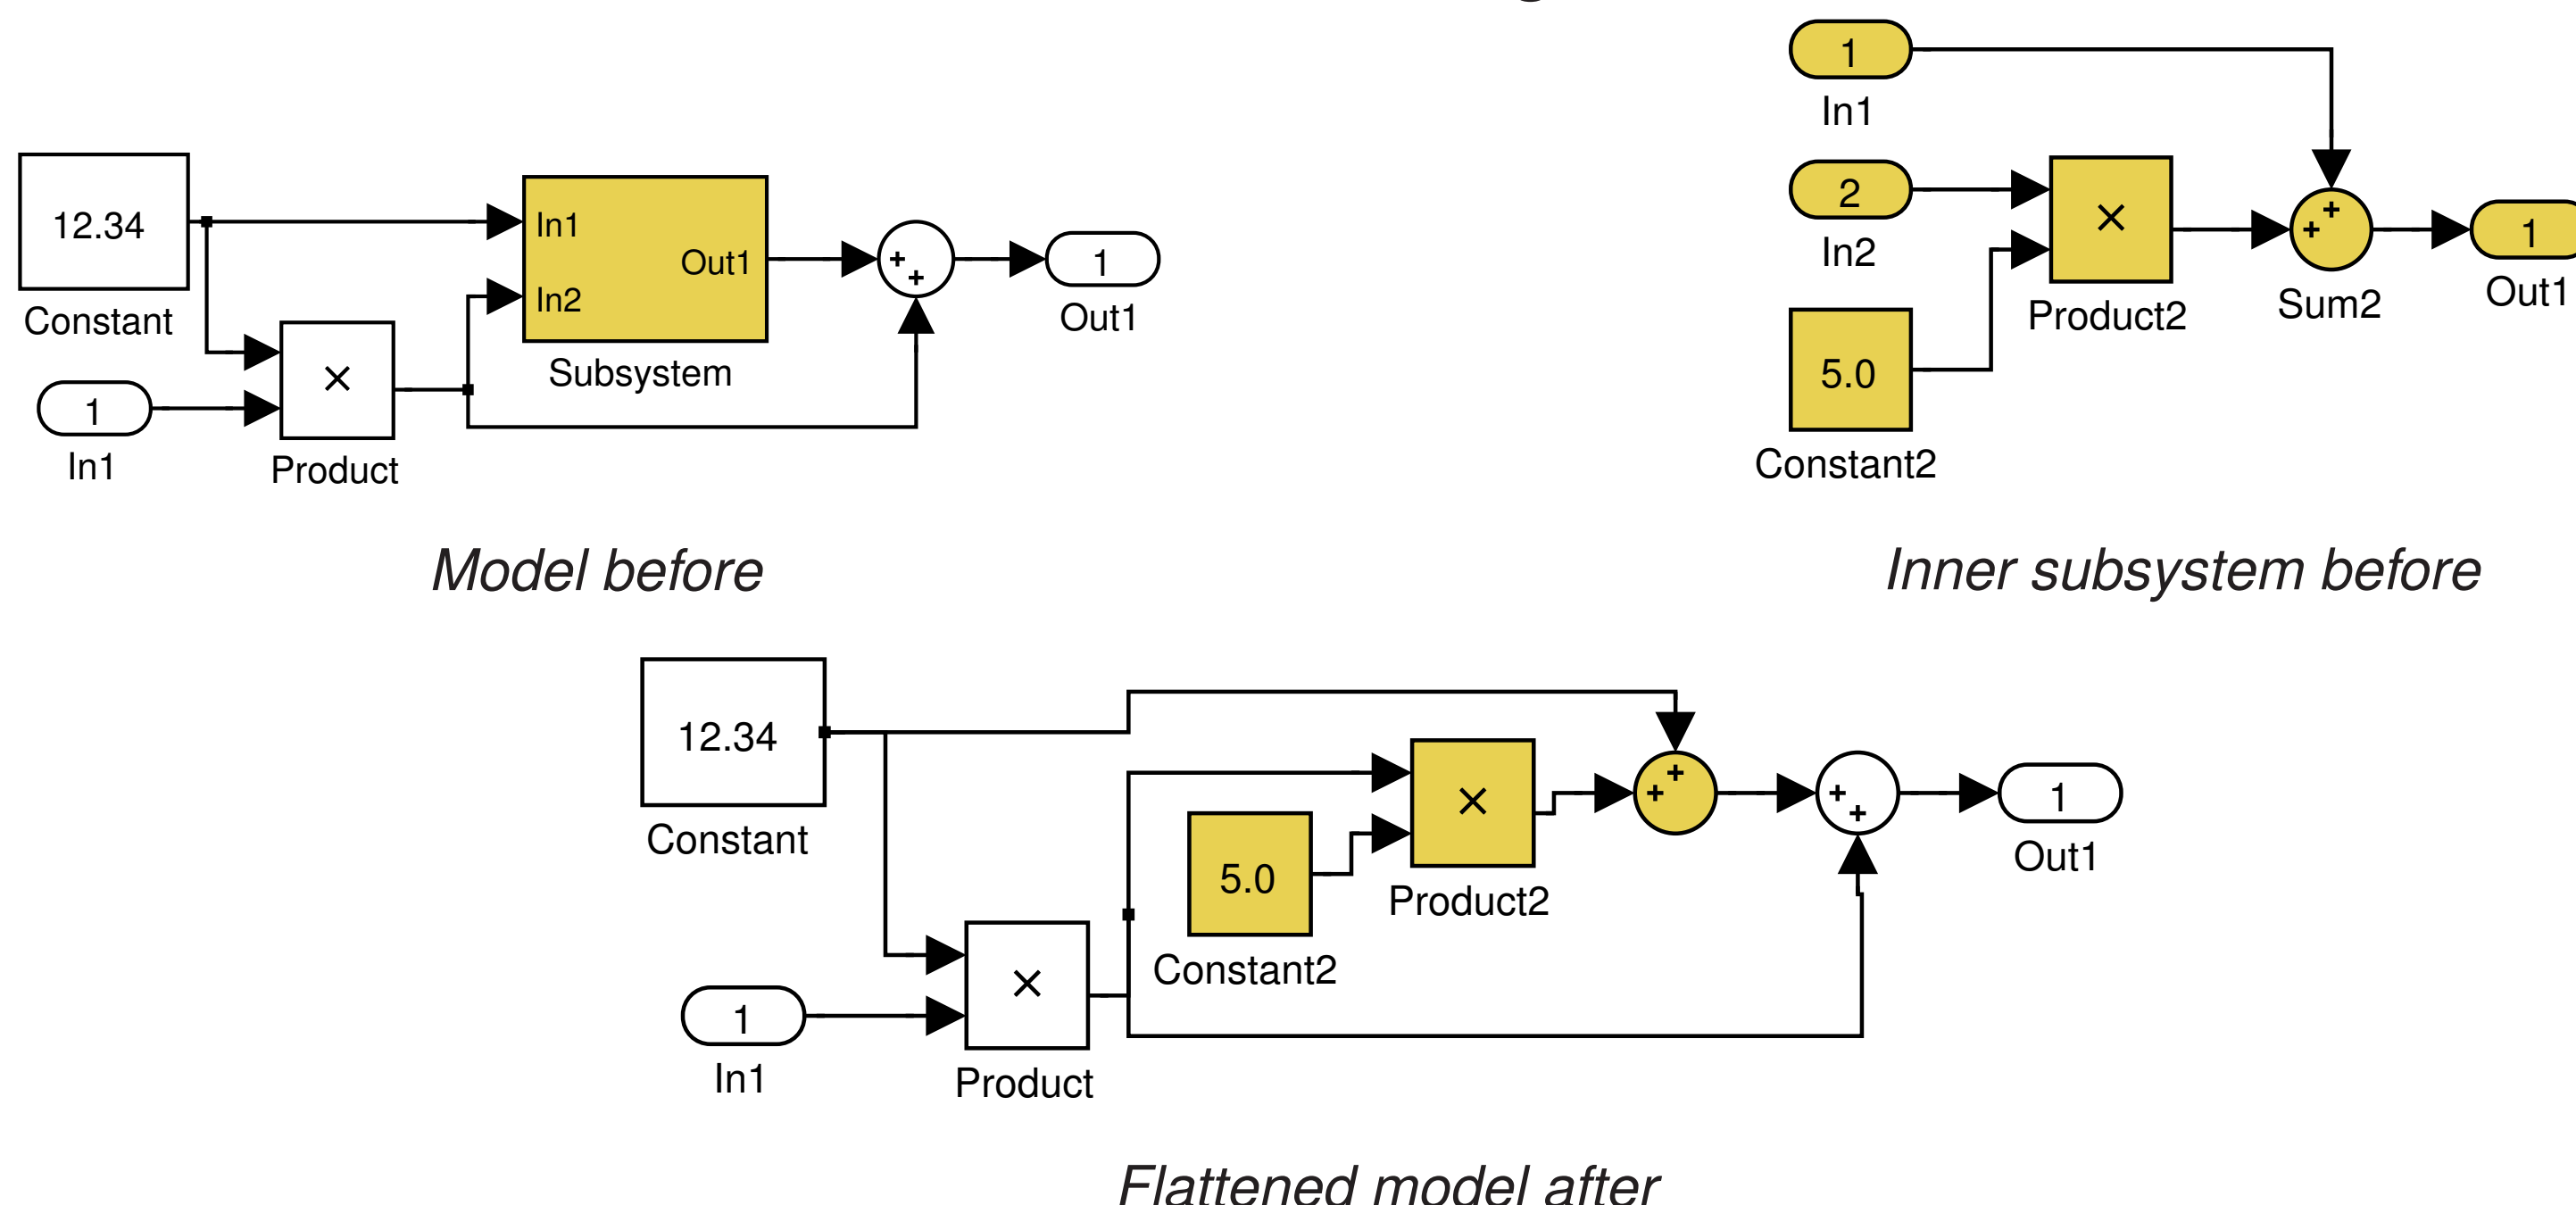 12.34
Constant
1
In1
×
Product
In1
In2
Out1
Subsystem
+
+
1
Out1
Model before
1
In1
2
In2
5.0
Constant2
×
Product2
+
+
Sum2
1
Out1
Inner subsystem before
12.34
Constant
1
In1
×
Product
5.0
Constant2
×
Product2
+
+
+
+
1
Out1
Flattened model after